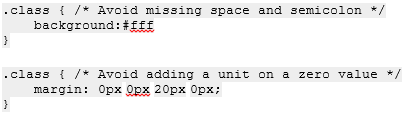 .class { /* Avoid missing space and semicolon */
    background:#fff
}

.class { /* Avoid adding a unit on a zero value */
    margin: 0px 0px 20px 0px;
}